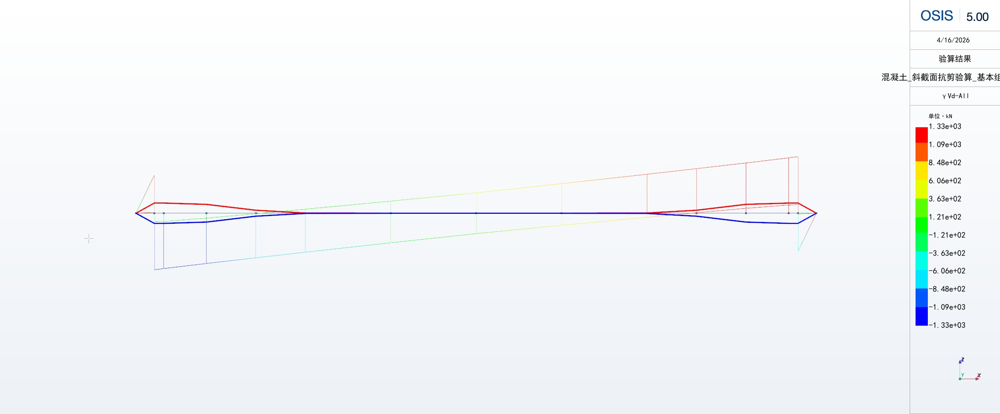 OSIS 5.00
4/16/2026
验算结果
混凝土_斜截面抗剪验算_基本组
γVd-All
单位·kN
1.33e+03
1.09e+03
8.48e+02
6.06e+02
3.63e+02
1.21e+02
-1.21e+02
-3.63e+02
-6.06e+02
-8.48e+02
-1.09e+03
-1.33e+03
Z
Y X